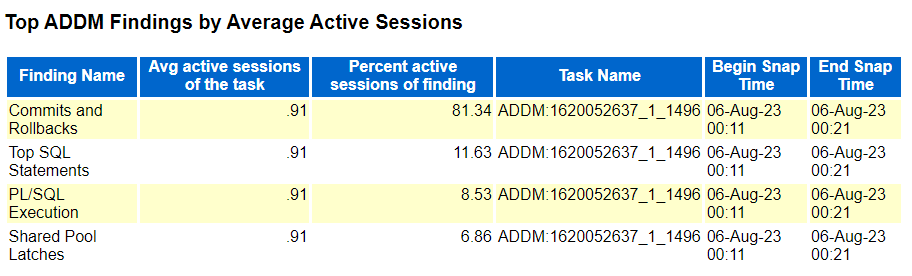 Top ADDM Findings by Average Active Sessions
Finding Name Avg active sessions of the task Percent active sessions of finding Task Name Begin Snap Time End Snap Time
Commits and Rollbacks .91 81.34 ADDM:1620052637_1_1496 06-Aug-23 00:11 06-Aug-23 00:21
Top SQL Statements .91 11.63 ADDM:1620052637_1_1496 06-Aug-23 00:11 06-Aug-23 00:21
PL/SQL Execution .91 8.53 ADDM:1620052637_1_1496 06-Aug-23 00:11 06-Aug-23 00:21
Shared Pool Latches .91 6.86 ADDM:1620052637_1_1496 06-Aug-23 00:11 06-Aug-23 00:21